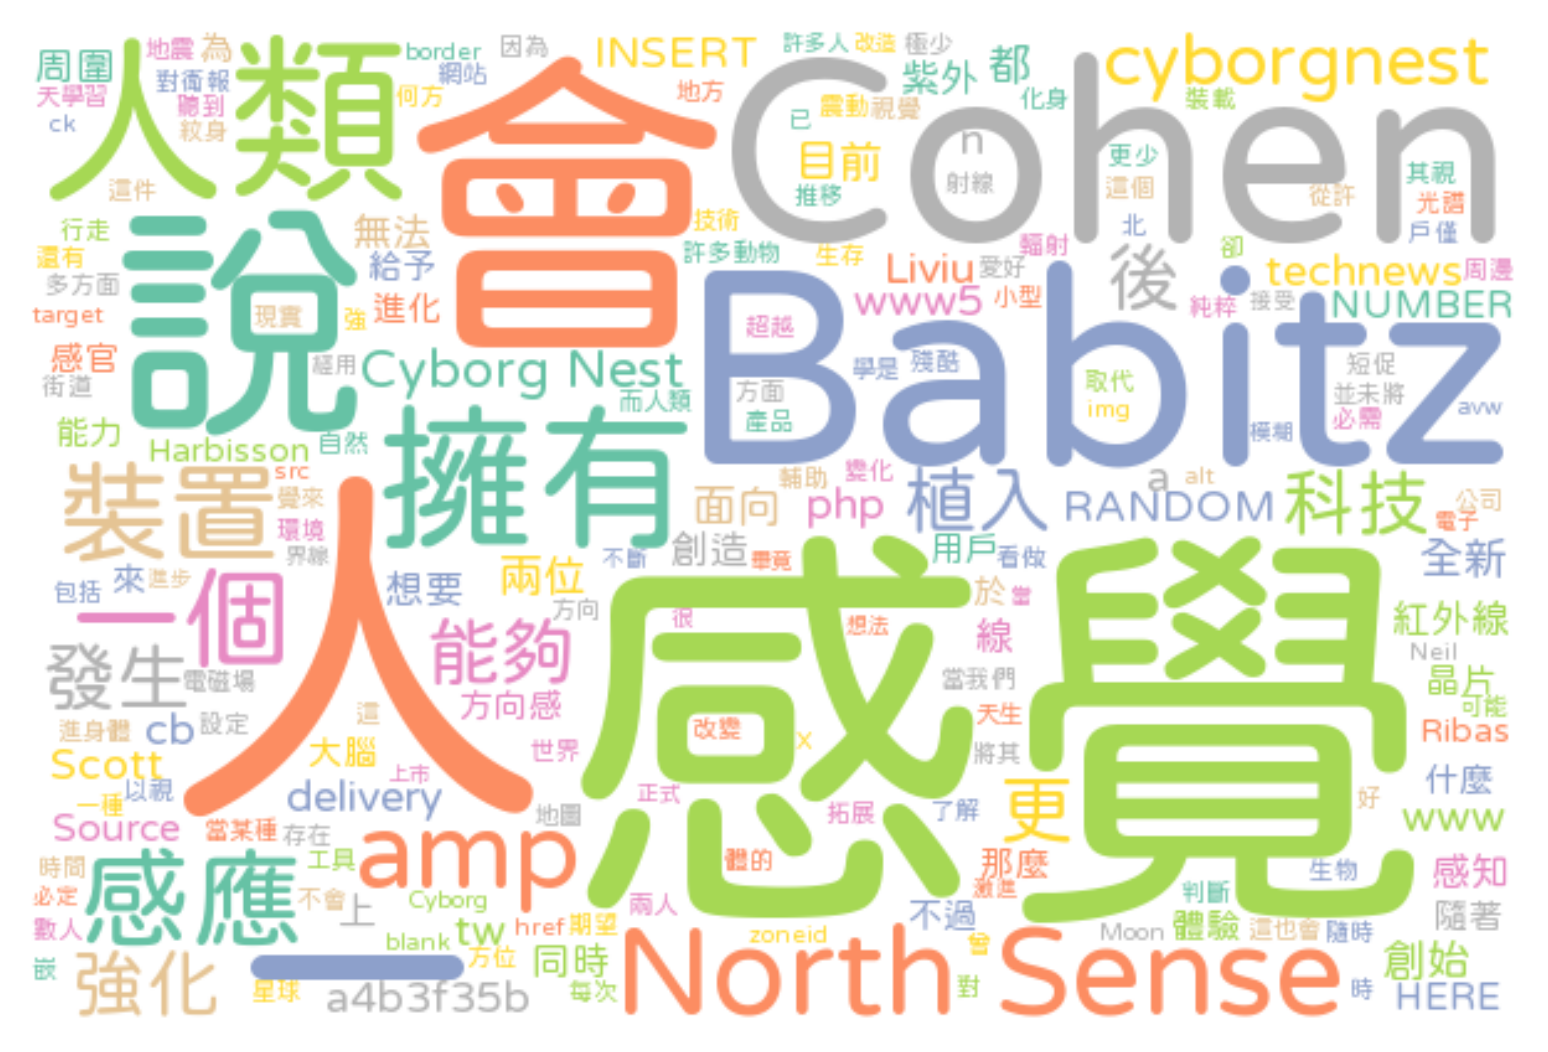 周圍
人類
地震
為
border
因為
INSERT
許多人
改造
極少
都
cyborgnest
對衛報
網站
紫外
天學習
聽到
何方
地方
化身
裝載
ck
紋身
會
已
震動
視覺
Cohen
n
目前
更少
這件
射線
這個
其視
推移
從許
光譜
行走
說
無法
技術
北
戶僅
還有
許多動物
生存
輻射
後
卻
多方面
給予
Liviu
愛好
technews
周邊
target
現實
強
進化
www5
小型
純粹
接受
NUMBER
超越
Babitz
感官
街道
經用
Cyborg Nest
學是
殘酷
短促
而人類
方面
取代
並未將
img
avw
產品
必需
能力
模糊
Harbisson
自然
擁有
裝置
src
輔助
變化
a
alt
覺來
面向
php
植入
RANDOM
科技
公司
環境
電子
界線
不斷
創造
畢竟
用戶
看做
全新
包括
來
進步
想要
兩位
一個
人
方向
很
想法
於
當
紅外線
能夠
線
Neil
發生
電磁場
當我們
晶片
感覺
方向感
這
可能
進身體
cb
設定
改變
x
天生
Ribas
Scott
大腦
世界
將其
上市
以視
delivery
正式
什麼
一種
地圖
拓展
了解
更
好
www
Source
當某種
存在
amp
時間
感應
工具
體的
那麼
生物
感知
必定
不會
Cyborg
激進
判斷
上
兩人
不過
隨著
數人
blank
tw
href
期望
zoneid
曾
Moon
體驗
這也會
隨時
嵌
強化
一
方位
同時
North Sense
創始
星球
a4b3f35b
每次
對
時
HERE